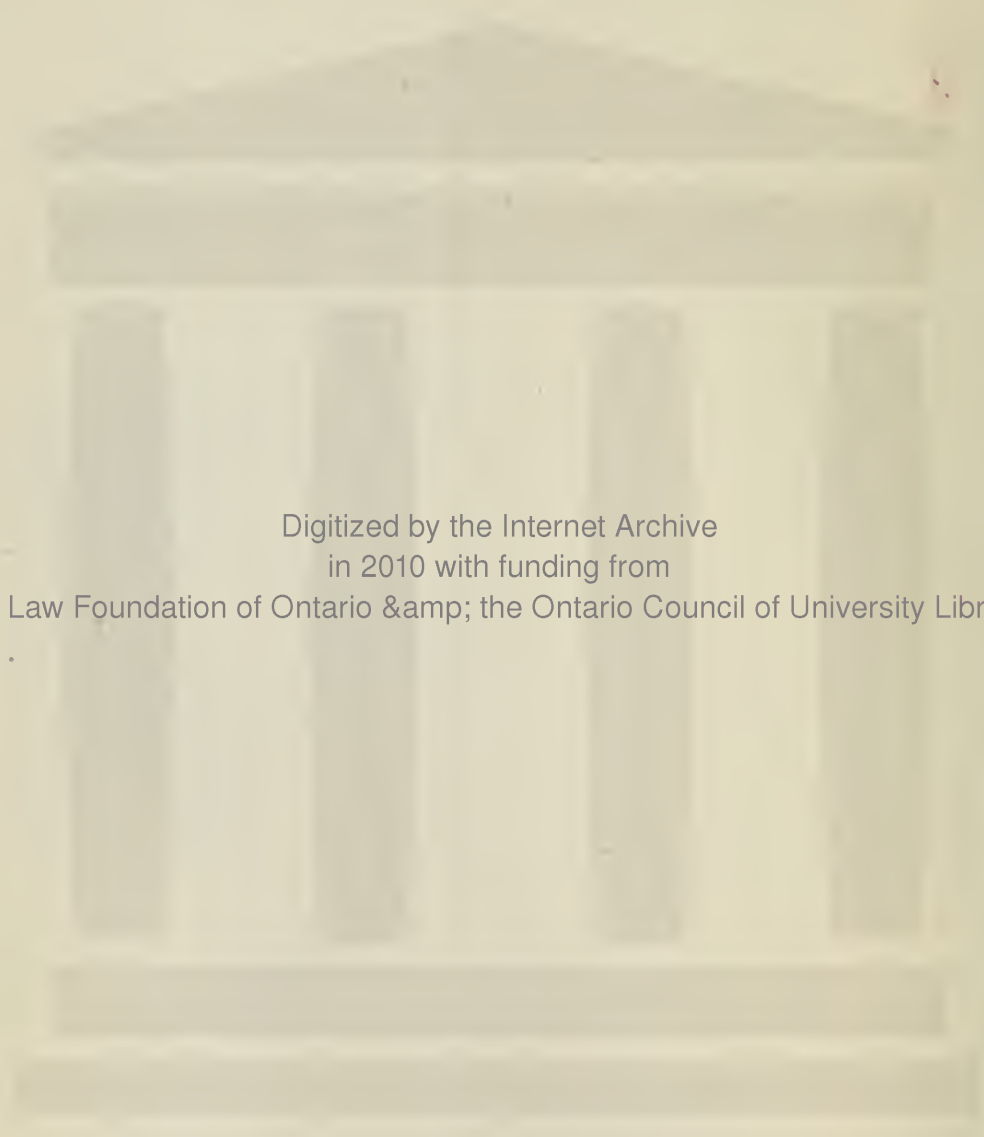 Digitized by the Internet Archive
in 2010 with funding from
Law Foundation of Ontario &amp; the Ontario Council of University Libr